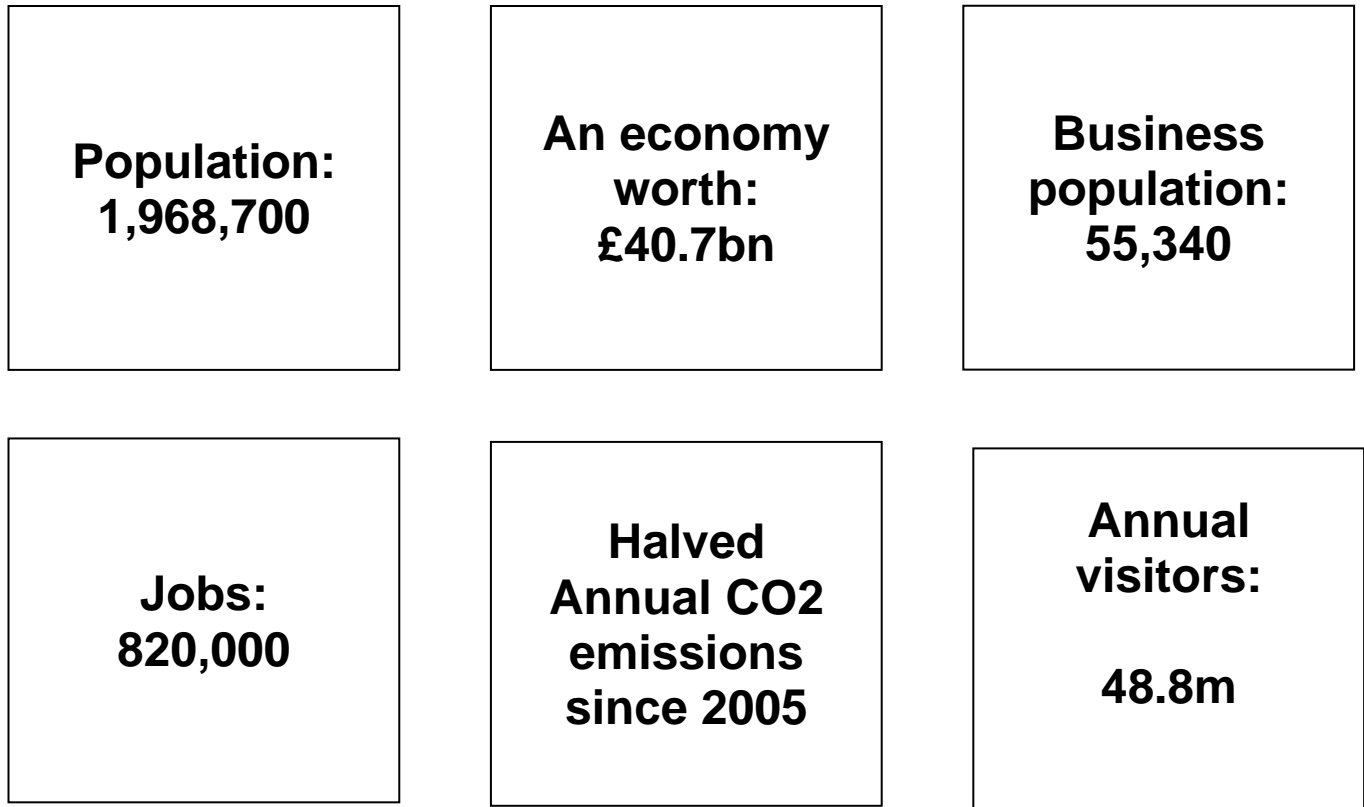 Population:
1,968,700
An economy
worth:
£40.7bn
Business
population:
55,340
Jobs:
820,000
Halved
Annual CO2
emissions
since 2005
Annual
visitors:
48.8m